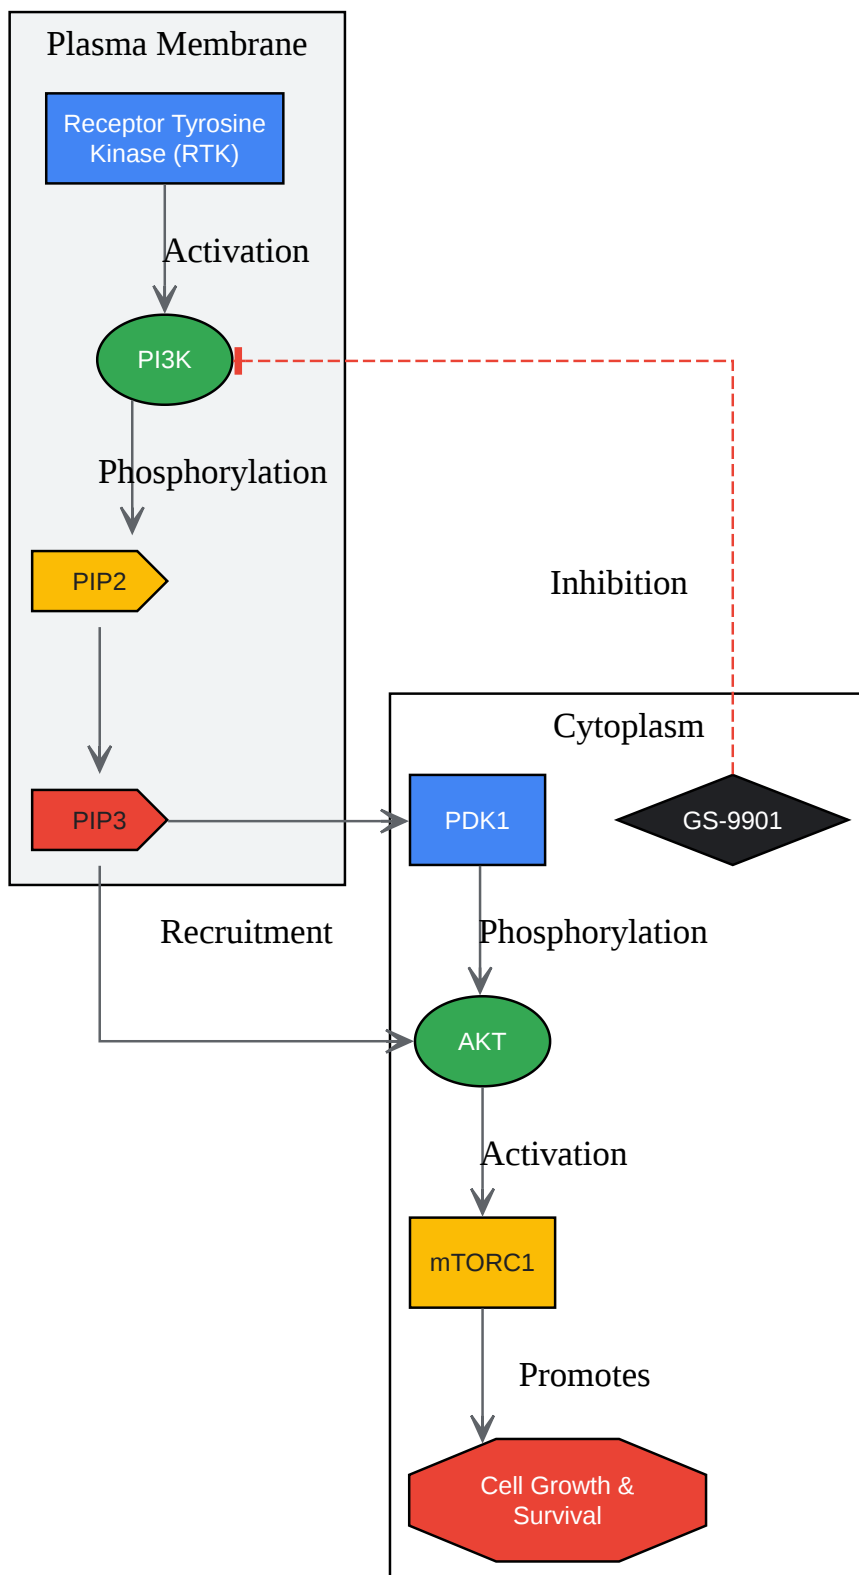 Plasma Membrane
Receptor Tyrosine
Kinase (RTK)
Activation
PI3K
Phosphorylation
PIP2
Inhibition
Cytoplasm
PIP3
PDK1
GS-9901
Recruitment
Phosphorylation
AKT
Activation
mTORC1
Promotes
Cell Growth &
Survival